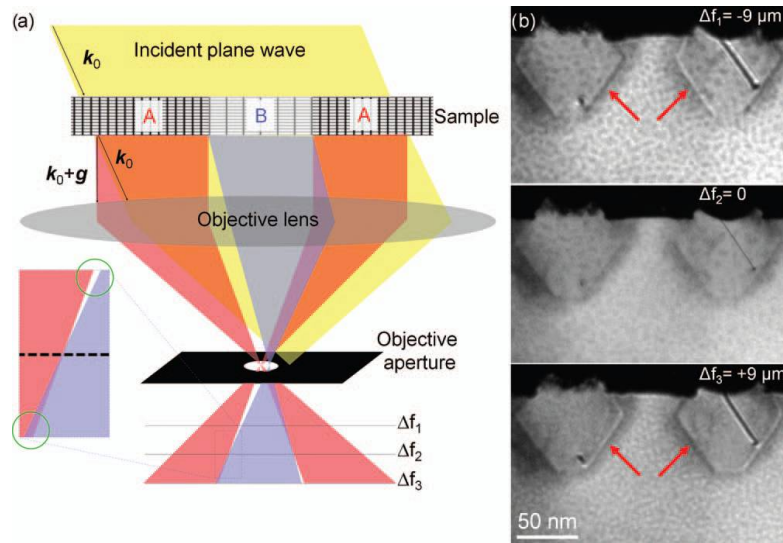 (a)
Incident plane wave
k₀
A
B
A
Sample
k₀
k₀+g
Objective lens
Objective
aperture
Δf₁
Δf₂
Δf₃
(b)
Δf₁= -9 µm
Δf₂= 0
Δf₃= +9 µm
50 nm